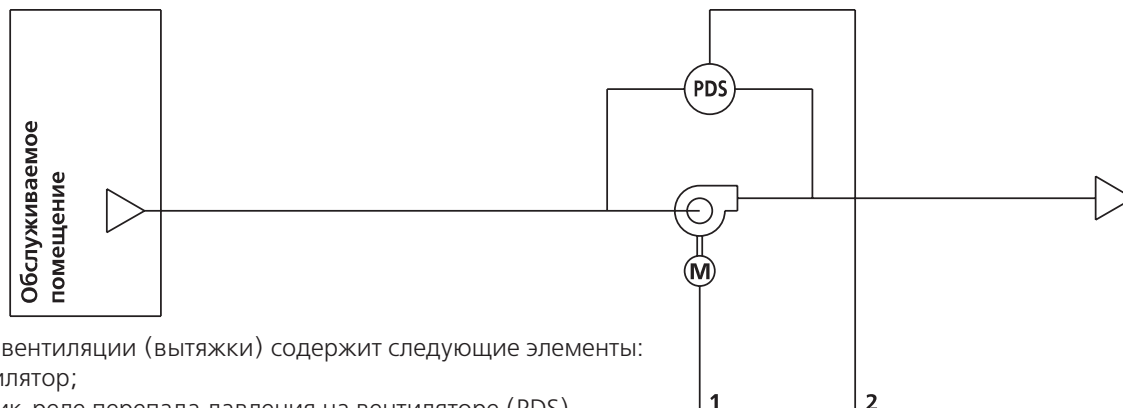 PDS
Обслуживаемое
помещение
M
вентиляции (вытяжки) содержит следующие элементы:
1
2